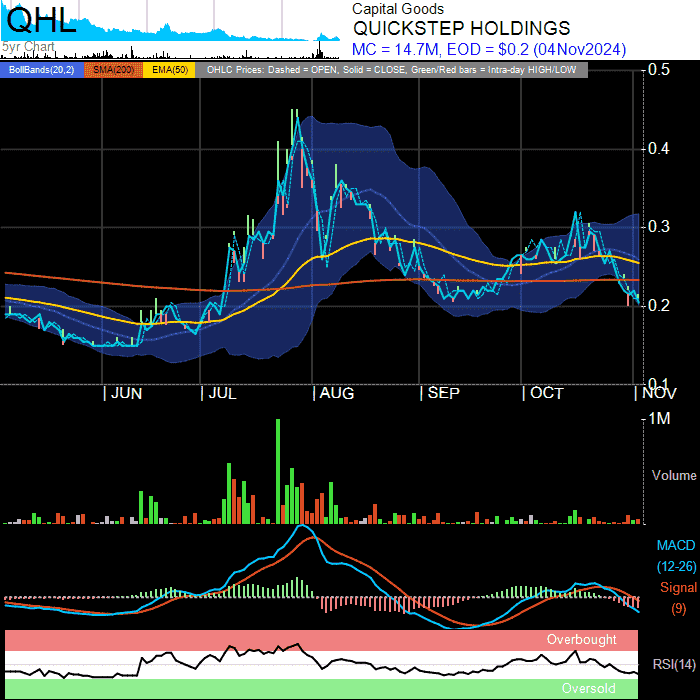 QHL
5yr Chart
Capital Goods
QUICKSTEP HOLDINGS
MC = 14.7M, EOD = $0.2 (04Nov2024)
BollBands(20,2) SMA(200) EMA(50) OHLC Prices: Dashed = OPEN, Solid = CLOSE, Green/Red bars = Intra-day HIGH/LOW
0.5
0.4
0.3
0.2
0.1
JUN JUL AUG SEP OCT NOV
1M
Volume
MACD
(12-26)
Signal
(9)
Overbought
RSI(14)
Oversold